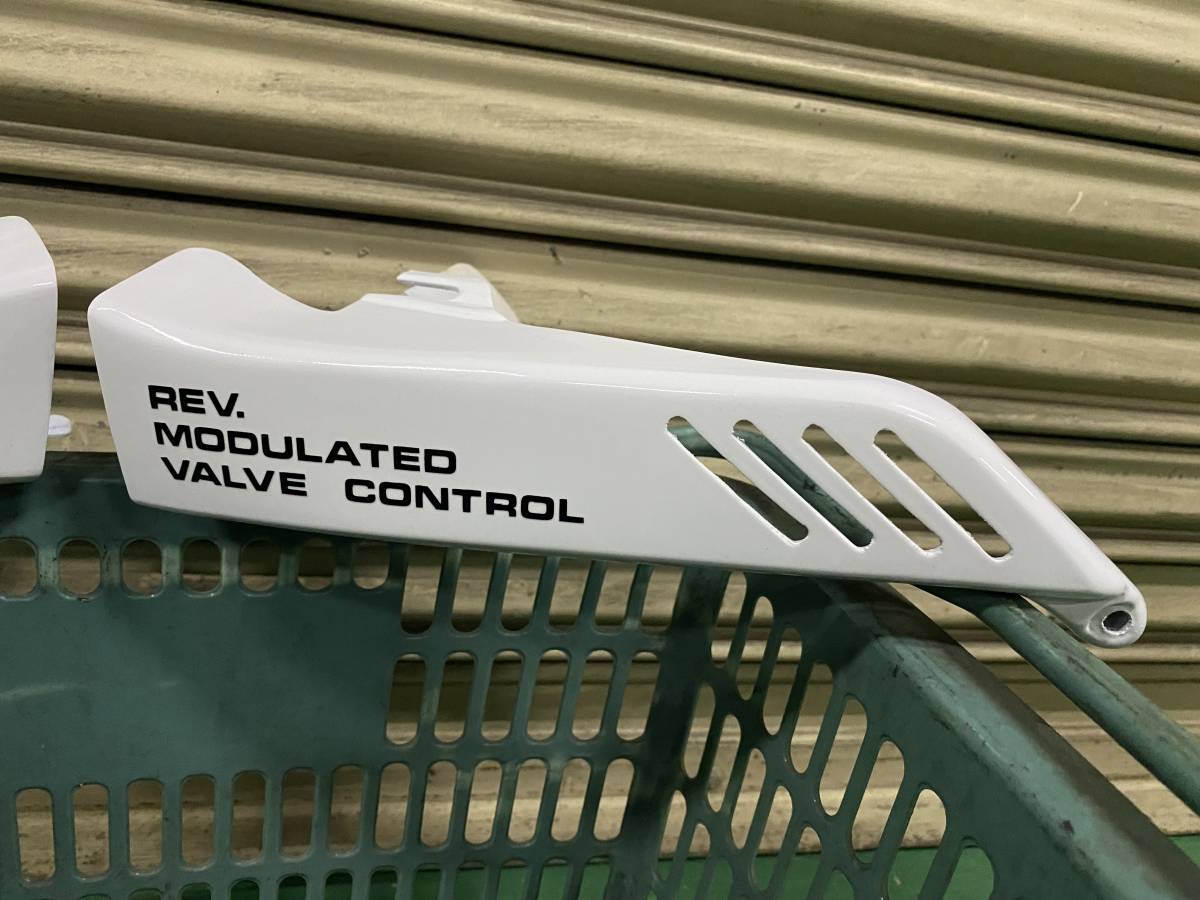 REV.
MODULATED
VALVE CONTROL